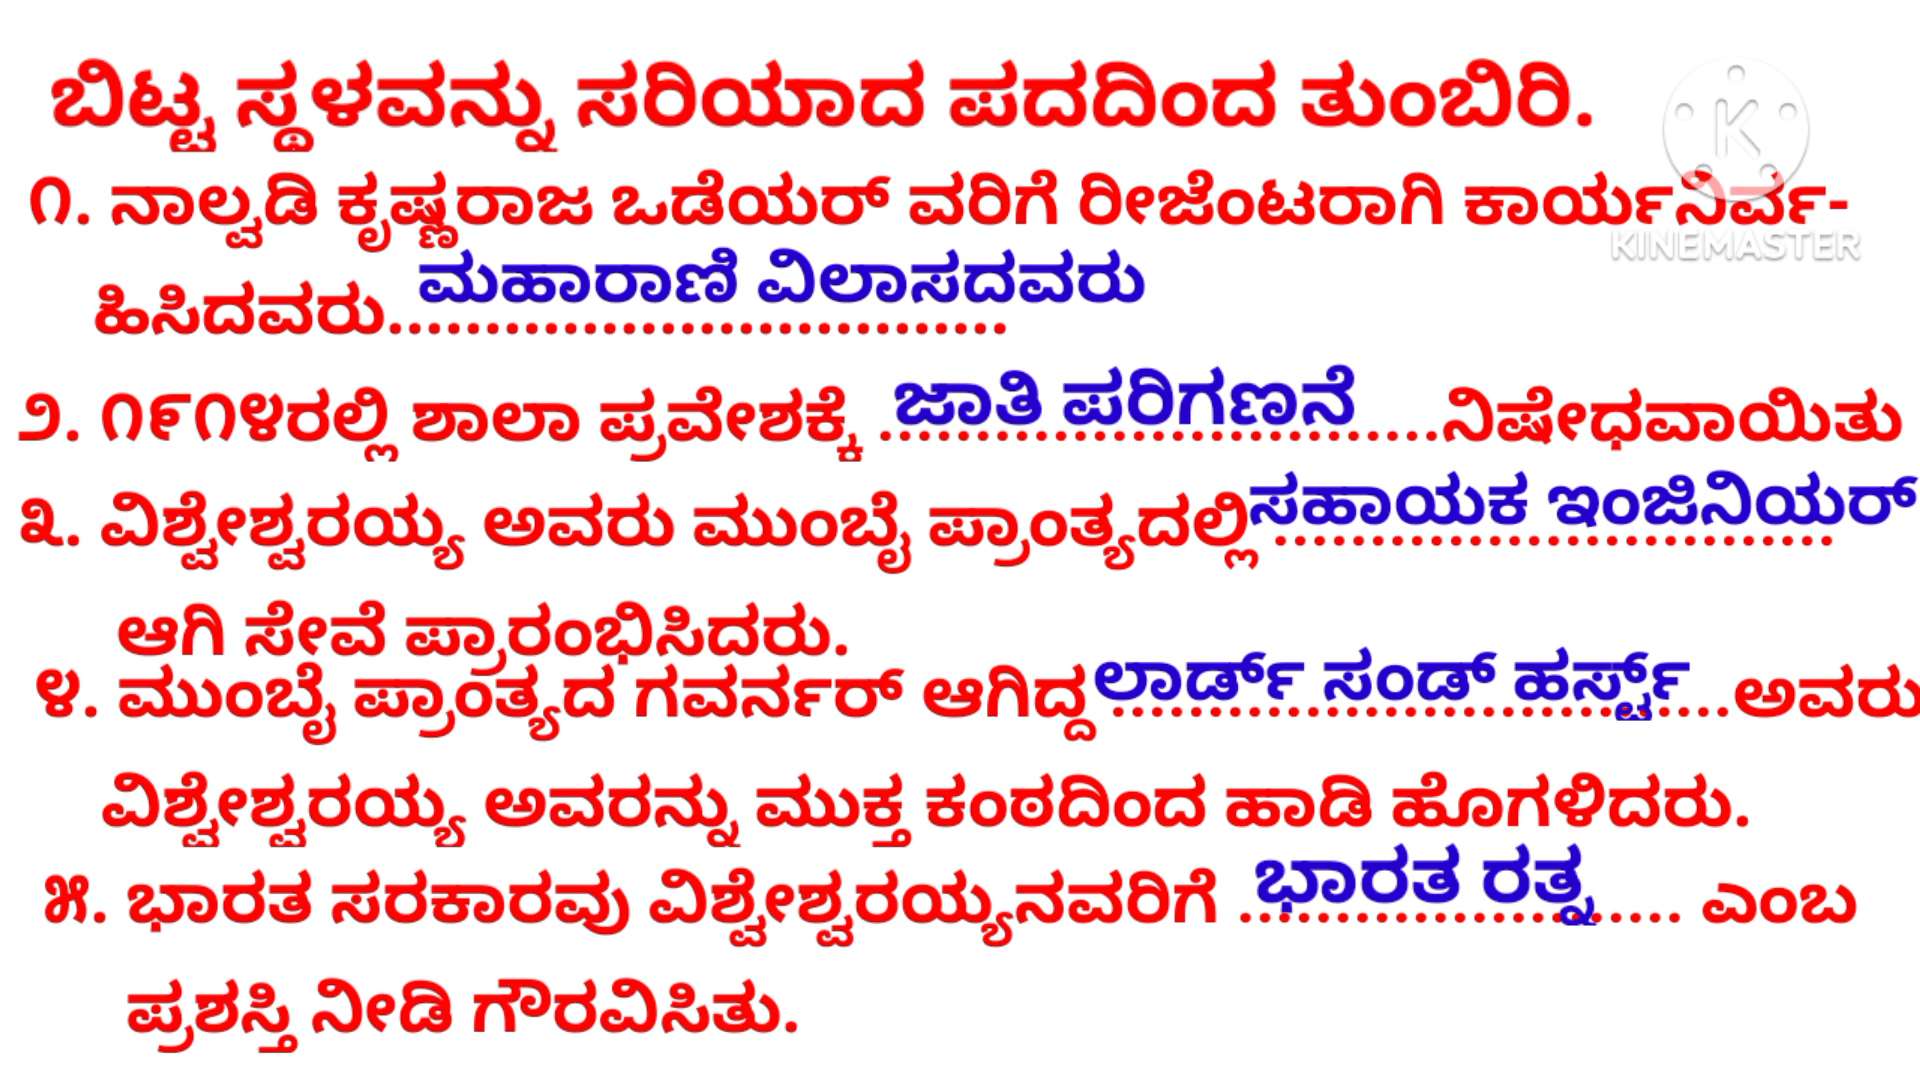 ಬಿಟ್ಟ ಸ್ಥಳವನ್ನು ಸರಿಯಾದ ಪದದಿಂದ ತುಂಬಿರಿ.
೧. ನಾಲ್ವಡಿ ಕೃಷ್ಣರಾಜ ಒಡೆಯರ್ ವರಿಗೆ ರೀಜೆಂಟರಾಗಿ ಕಾರ್ಯನಿರ್ವ-
KINEMASTER
ಹಿಸಿದವರು................................ ಮಹಾರಾಣಿ ವಿಲಾಸದವರು
೨. ೧೯೧೪ರಲ್ಲಿ ಶಾಲಾ ಪ್ರವೇಶಕ್ಕೆ ಜಾತಿ ಪರಿಗಣನೆ.............................ನಿಷೇಧವಾಯಿತು
೩. ವಿಶ್ವೇಶ್ವರಯ್ಯ ಅವರು ಮುಂಬೈ ಪ್ರಾಂತ್ಯದಲ್ಲಿ ಸಹಾಯಕ ಇಂಜಿನಿಯರ್.............................
ಆಗಿ ಸೇವೆ ಪ್ರಾರಂಭಿಸಿದರು.
೪. ಮುಂಬೈ ಪ್ರಾಂತ್ಯದ ಗವರ್ನರ್ ಆಗಿದ್ದ ಲಾರ್ಡ್ ಸಂಡ್ ಹರ್ಸ್ಟ್................................ಅವರು
ವಿಶ್ವೇಶ್ವರಯ್ಯ ಅವರನ್ನು ಮುಕ್ತ ಕಂಠದಿಂದ ಹಾಡಿ ಹೊಗಳಿದರು.
೫. ಭಾರತ ಸರಕಾರವು ವಿಶ್ವೇಶ್ವರಯ್ಯನವರಿಗೆ ಭಾರತ ರತ್ನ....................... ಎಂಬ
ಪ್ರಶಸ್ತಿ ನೀಡಿ ಗೌರವಿಸಿತು.